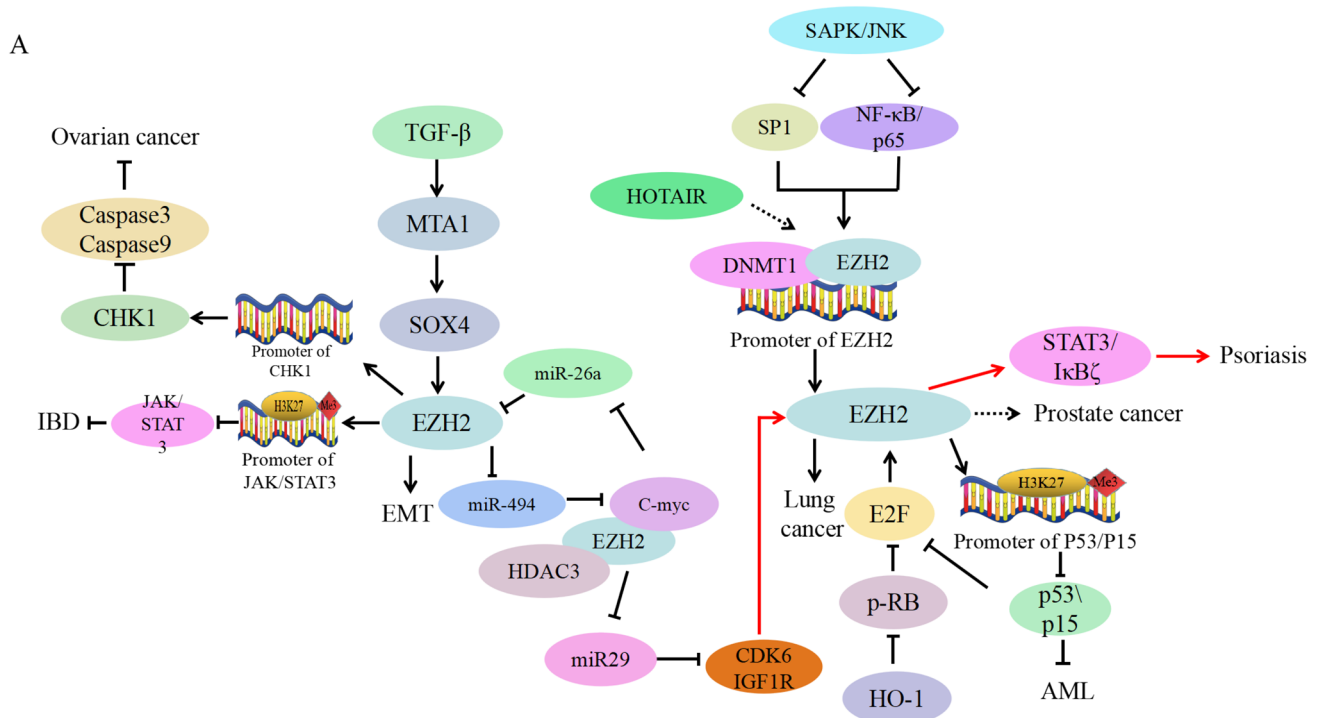 A
SAPK/JNK
SP1
NF-κB/
p65
Ovarian cancer
TGF-β
HOTAIR
Caspase3
Caspase9
MTA1
DNMT1
EZH2
CHK1
SOX4
Promoter of
CHK1
Promoter of EZH2
STAT3/
IκBζ
Psoriasis
miR-26a
IBD
JAK/
STAT
3
H3K27
Me3
EZH2
EZH2
Prostate cancer
Promoter of
JAK/STAT3
EMT
miR-494
C-myc
Lung
cancer
E2F
H3K27
Me3
EZH2
HDAC3
Promoter of P53/P15
p-RB
p53\
p15
miR29
CDK6
IGF1R
HO-1
AML